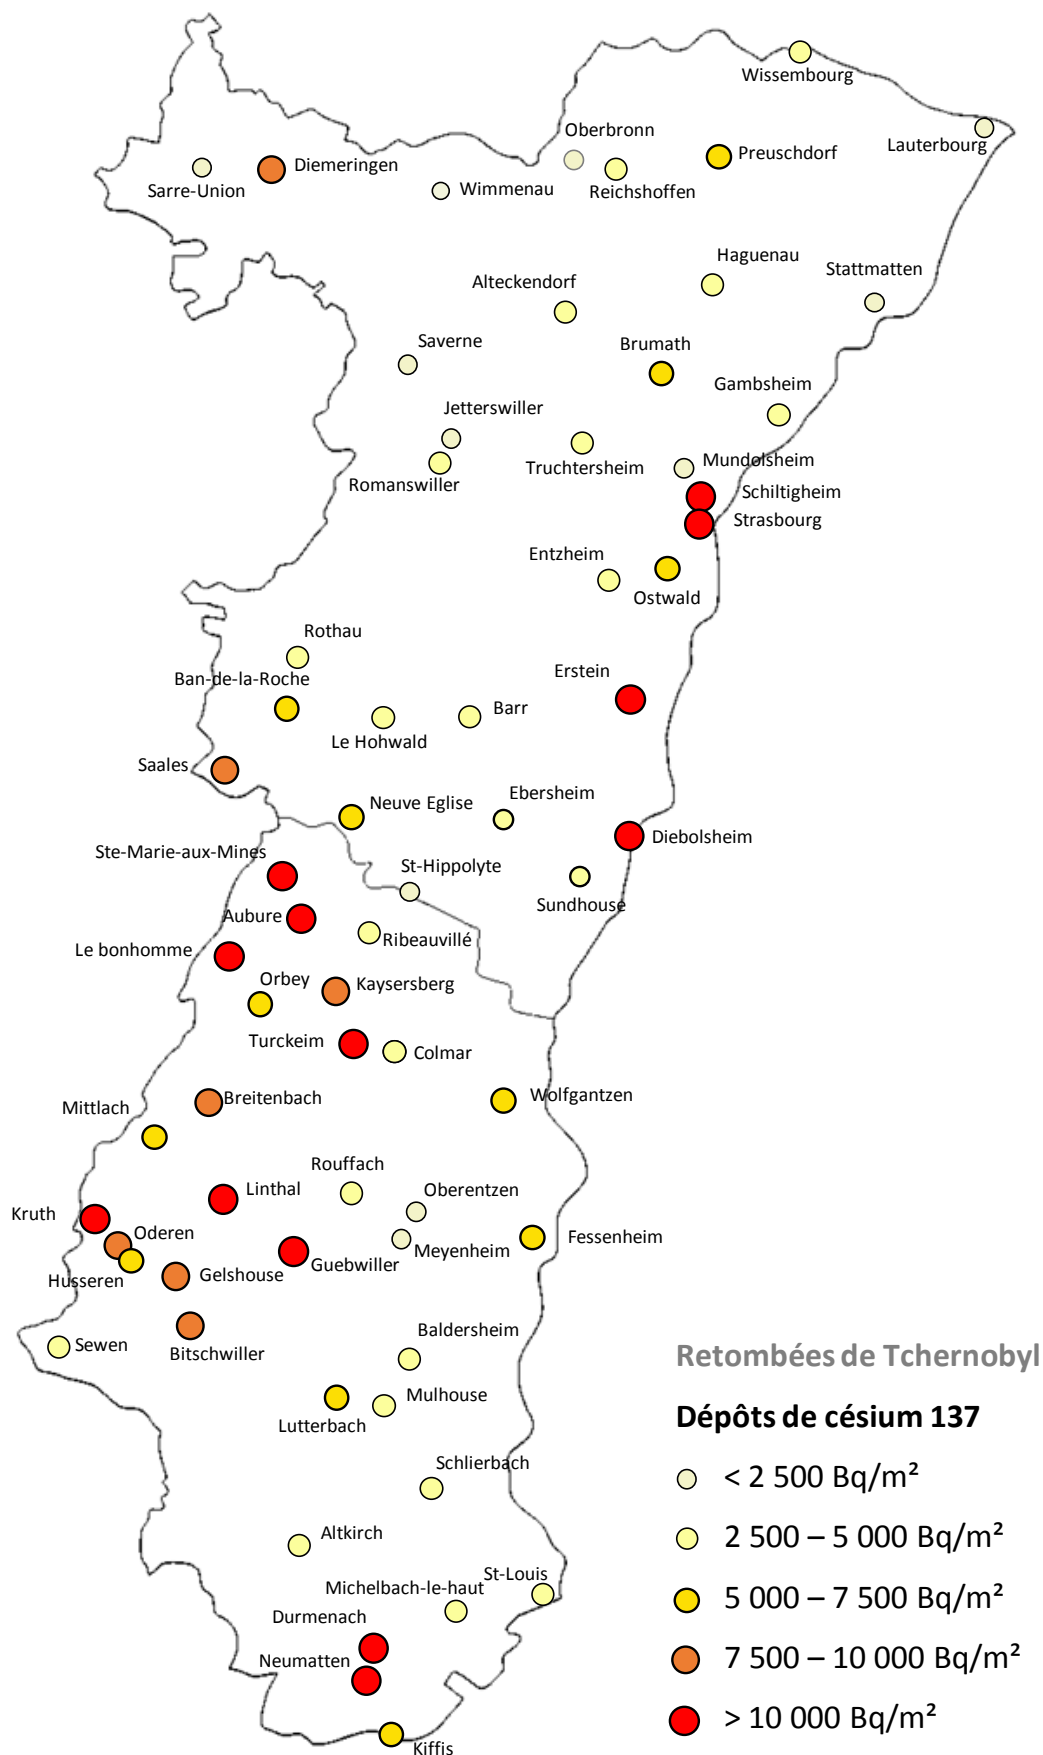 Wissembourg
Oberbronn
Lauterbourg
Preuschdorf
Diemeringen
Sarre-Union
Wimmenau
Reichshoffen
Haguenau
Stattmatten
Alteckendorf
Saverne
Brumath
Gambsheim
Jetterswiller
Mundolsheim
Truchtersheim
Romanswiller
Schiltigheim
Strasbourg
Entzheim
Ostwald
Rothau
Erstein
Ban-de-la-Roche
Barr
Le Hohwald
Saales
Ebersheim
Neuve Eglise
Diebolsheim
Ste-Marie-aux-Mines
St-Hippolyte
Sundhouse
Aubure
Ribeauvillé
Le bonhomme
Orbey
Kaysersberg
Turckeim
Colmar
Breitenbach
Wolfgantzen
Mittlach
Rouffach
Linthal
Oberentzen
Kruth
Oderen
Fessenheim
Meyenheim
Guebwiller
Gelshouse
Husseren
Baldersheim
Sewen
Bitschwiller
Mulhouse
Lutterbach
Schlierbach
Altkirch
St-Louis
Michelbach-le-haut
Durmenach
Neumatten
Kiffis
Retombées de Tchernobyl
Dépôts de césium 137
< 2 500 Bq/m²
2 500 – 5 000 Bq/m²
5 000 – 7 500 Bq/m²
7 500 – 10 000 Bq/m²
> 10 000 Bq/m²